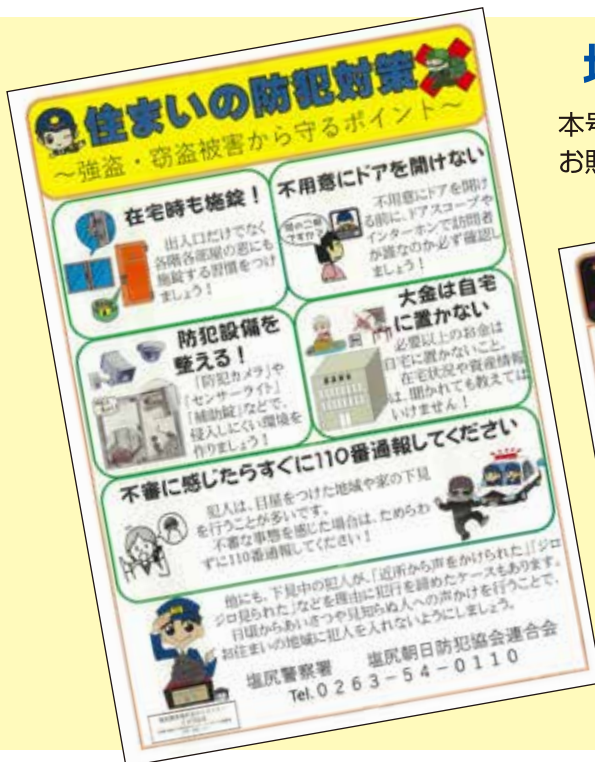 住まいの防犯対策
～強盗・窃盗被害から守るポイント～
在宅時も施錠！
出入口だけでなく
各階各部屋の窓にも
施錠する習慣をつけ
ましょう！
不用意にドアを開けない
不用意にドアを開け
る前に、ドアスコープや
インターホンで訪問者
が誰なのか必ず確認し
ましょう！
防犯設備を
整える！
「防犯カメラ」や
「センサーライト」
「補助錠」などで、
侵入しにくい環境を
作りましょう！
大金は自宅
に置かない
必要以上のお金は
自宅に置かないこと。
在宅状況や資産情報
は、聞かれても教えては
いけません！
不審に感じたらすぐに110番通報してください
犯人は、目星をつけた地域や家の下見
を行うことが多いです。
不審な事態を感じた場合は、ためらわ
ずに110番通報してください！
他にも、下見中の犯人が、「近所から声をかけられた」「ジロ
ジロ見られた」などを理由に犯行を諦めたケースもあります。
日頃からあいさつや見知らぬ人への声かけを行うことで、
お住まいの地域に犯人を入れないようにしましょう。
塩尻警察署 塩尻朝日防犯協会連合会
Tel.0263-54-0110
本号